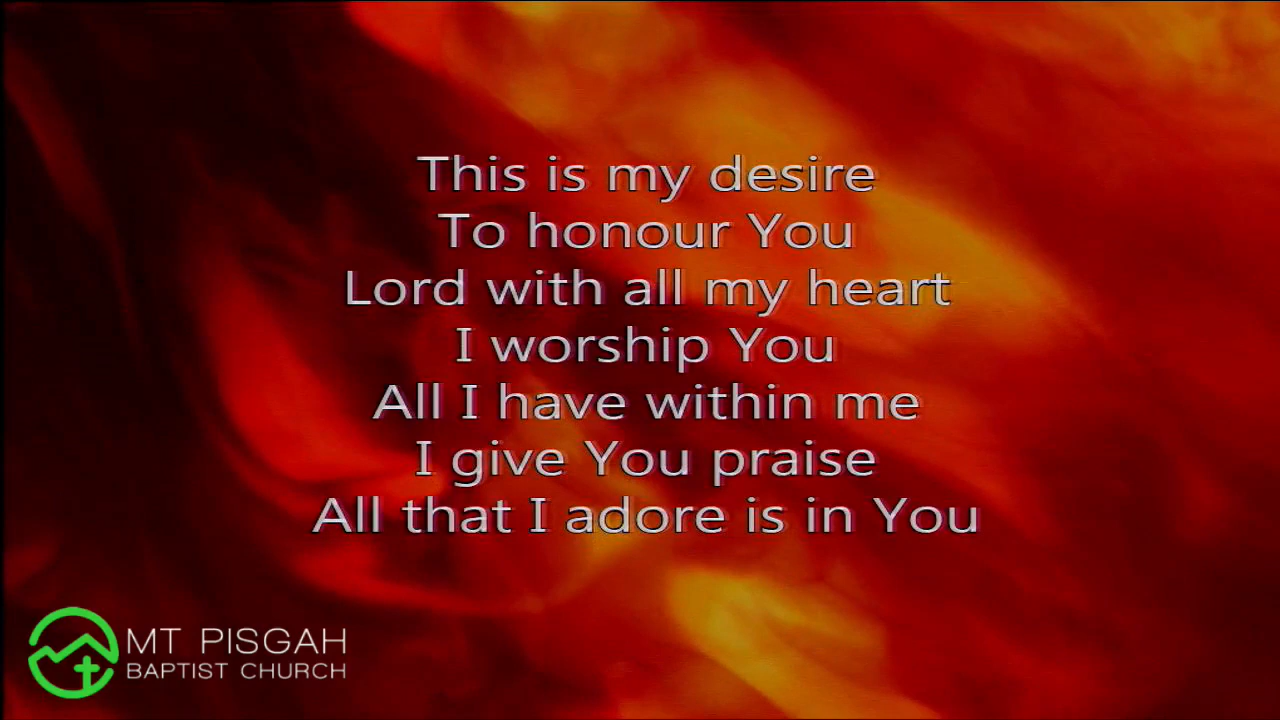 This is my desire
To honour You
Lord with all my heart
I worship You
All I have within me
I give You praise
All that I adore is in You
MT PISGAH
BAPTIST CHURCH